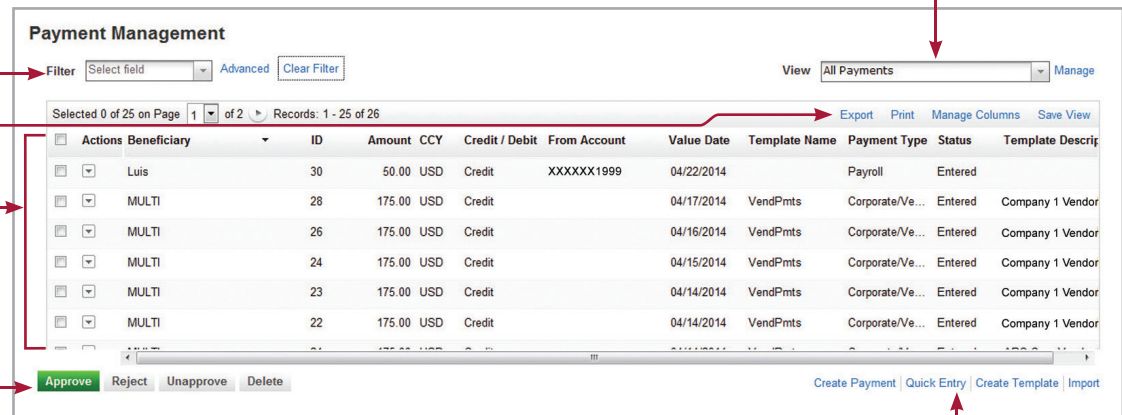 Payment Management
Filter Select field Advanced Clear Filter View All Payments Manage
Selected 0 of 25 on Page 1 of 2 Records: 1 - 25 of 26 Export Print Manage Columns Save View
Actions Beneficiary ID Amount CCY Credit / Debit From Account Value Date Template Name Payment Type Status Template Descrip
Luis 30 50.00 USD Credit XXXXXX1999 04/22/2014 Payroll Entered
MULTI 28 175.00 USD Credit 04/17/2014 VendPmts Corporate/Ve... Entered Company 1 Vendor
MULTI 26 175.00 USD Credit 04/16/2014 VendPmts Corporate/Ve... Entered Company 1 Vendor
MULTI 24 175.00 USD Credit 04/15/2014 VendPmts Corporate/Ve... Entered Company 1 Vendor
MULTI 23 175.00 USD Credit 04/14/2014 VendPmts Corporate/Ve... Entered Company 1 Vendor
MULTI 22 175.00 USD Credit 04/14/2014 VendPmts Corporate/Ve... Entered Company 1 Vendor
Approve Reject Unapprove Delete Create Payment | Quick Entry | Create Template | Import